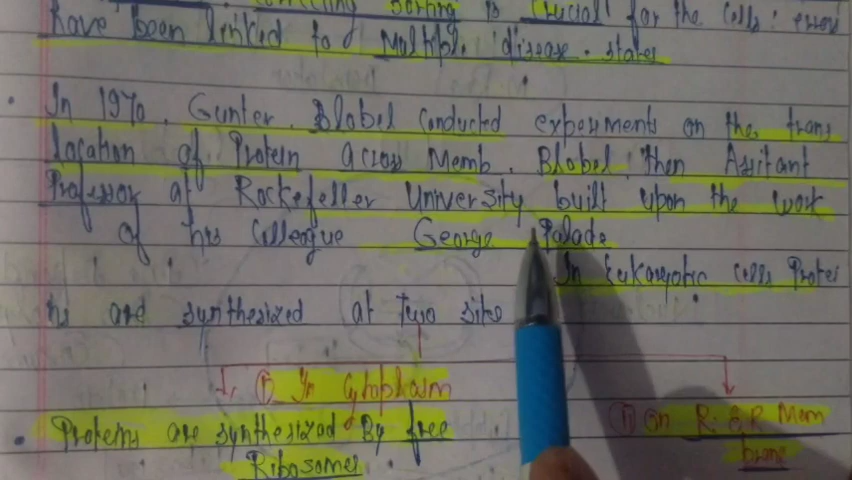 correcting sorting is crucial for the cells: errors
have been linked to Multiple disease states
In 1970, Gunter Blobel conducted experiments on the trans
location of Protein across Memb. Blobel then Assitant
Professor at Rockefeller University built upon the work
of his Colleague George Palade
In Eukaryotic cells Protei
ns are synthesized at two site
(i) In Cytoplasm
Proteins are synthesized By free
Ribosomes
(ii) on R.E.R Mem
brane